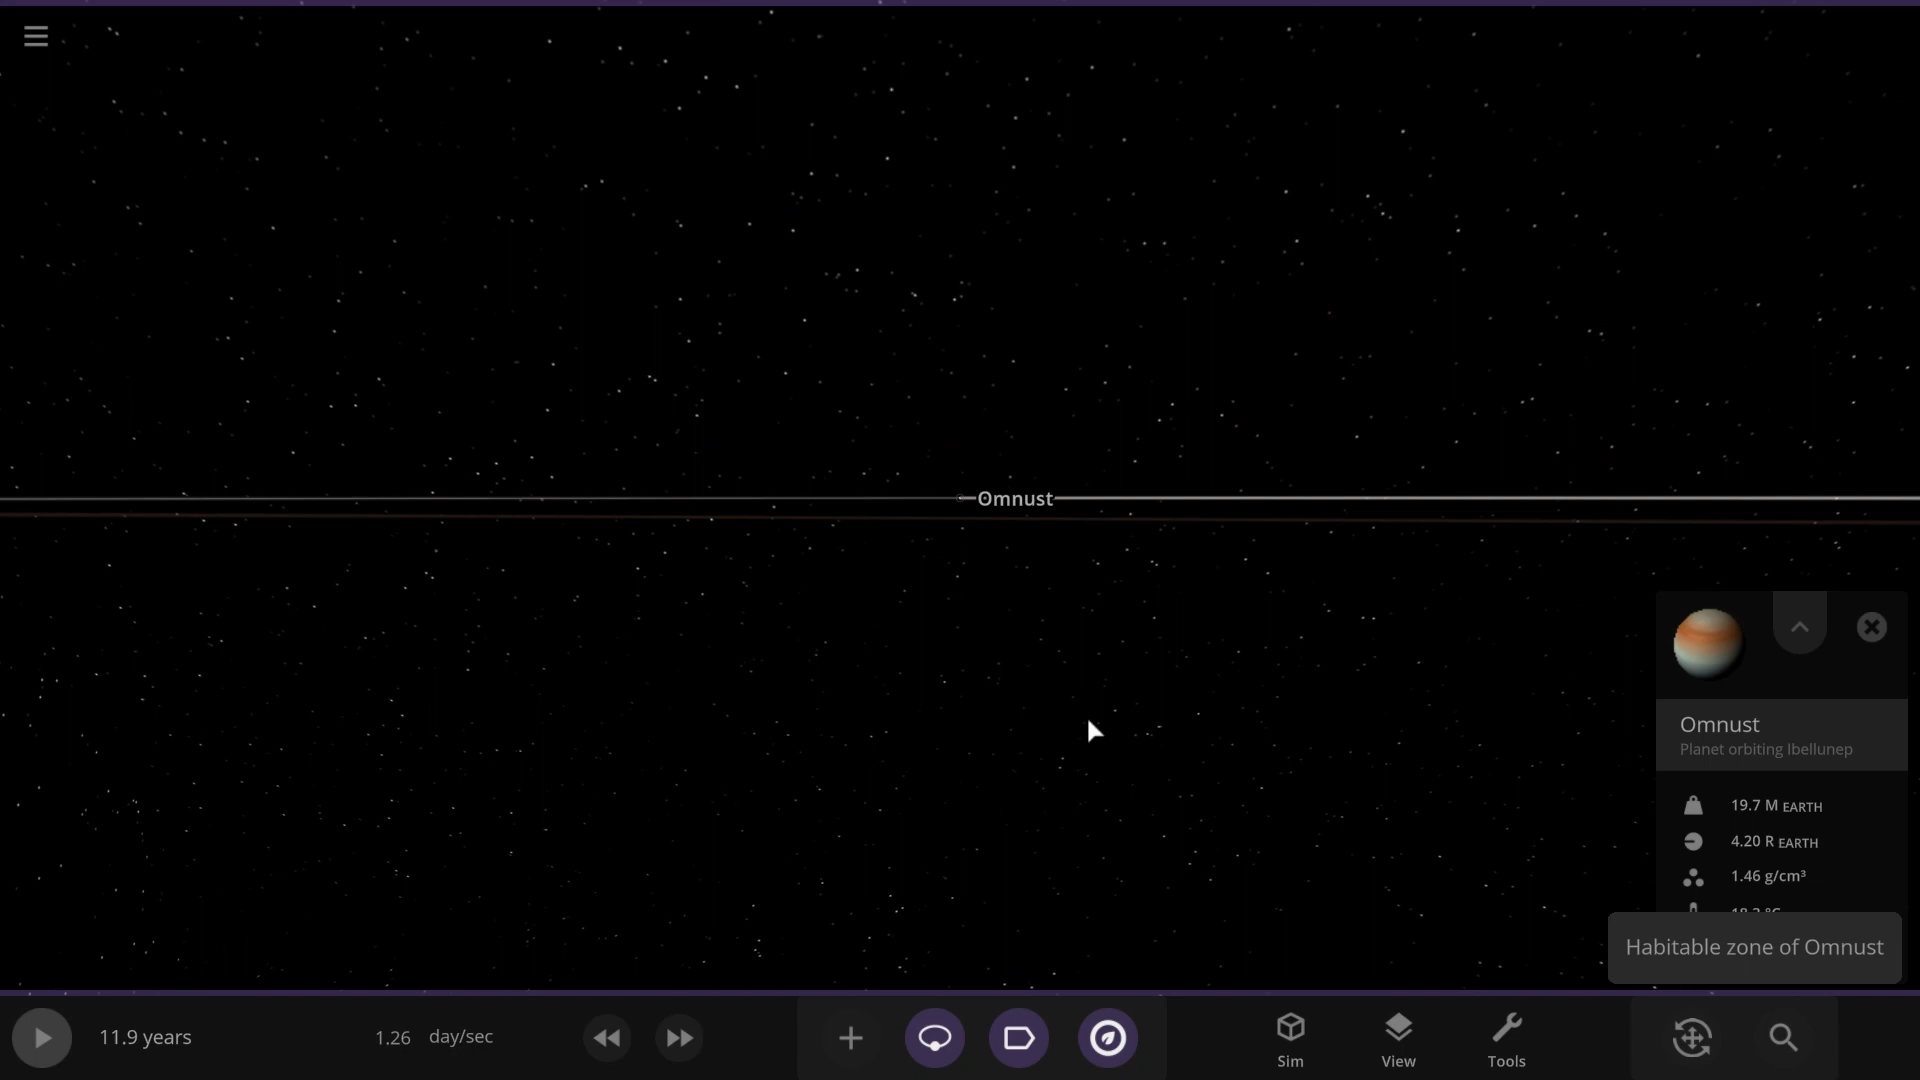 Omnust
Omnust
Planet orbiting Ibellunep
19.7 M EARTH
4.20 R EARTH
1.46 g/cm³
Habitable zone of Omnust
11.9 years
1.26 day/sec
Sim
View
Tools